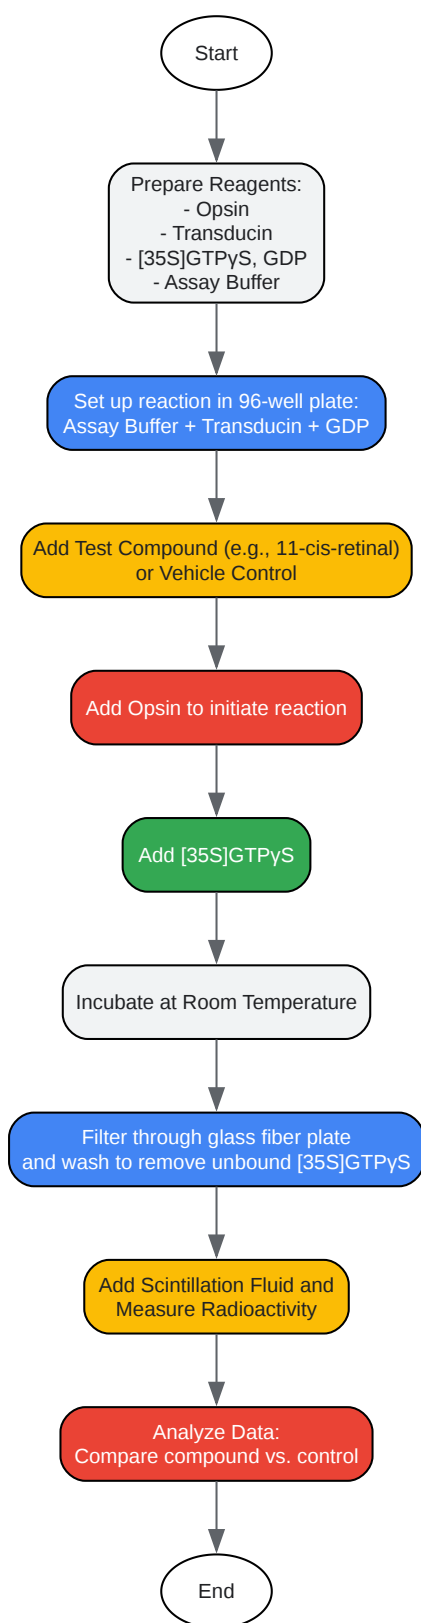 Start
Prepare Reagents:
- Opsin
- Transducin
- [35S]GTPγS, GDP
- Assay Buffer
Set up reaction in 96-well plate:
Assay Buffer + Transducin + GDP
Add Test Compound (e.g., 11-cis-retinal)
or Vehicle Control
Add Opsin to initiate reaction
Add [35S]GTPγS
Incubate at Room Temperature
Filter through glass fiber plate
and wash to remove unbound [35S]GTPγS
Add Scintillation Fluid and
Measure Radioactivity
Analyze Data:
Compare compound vs. control
End